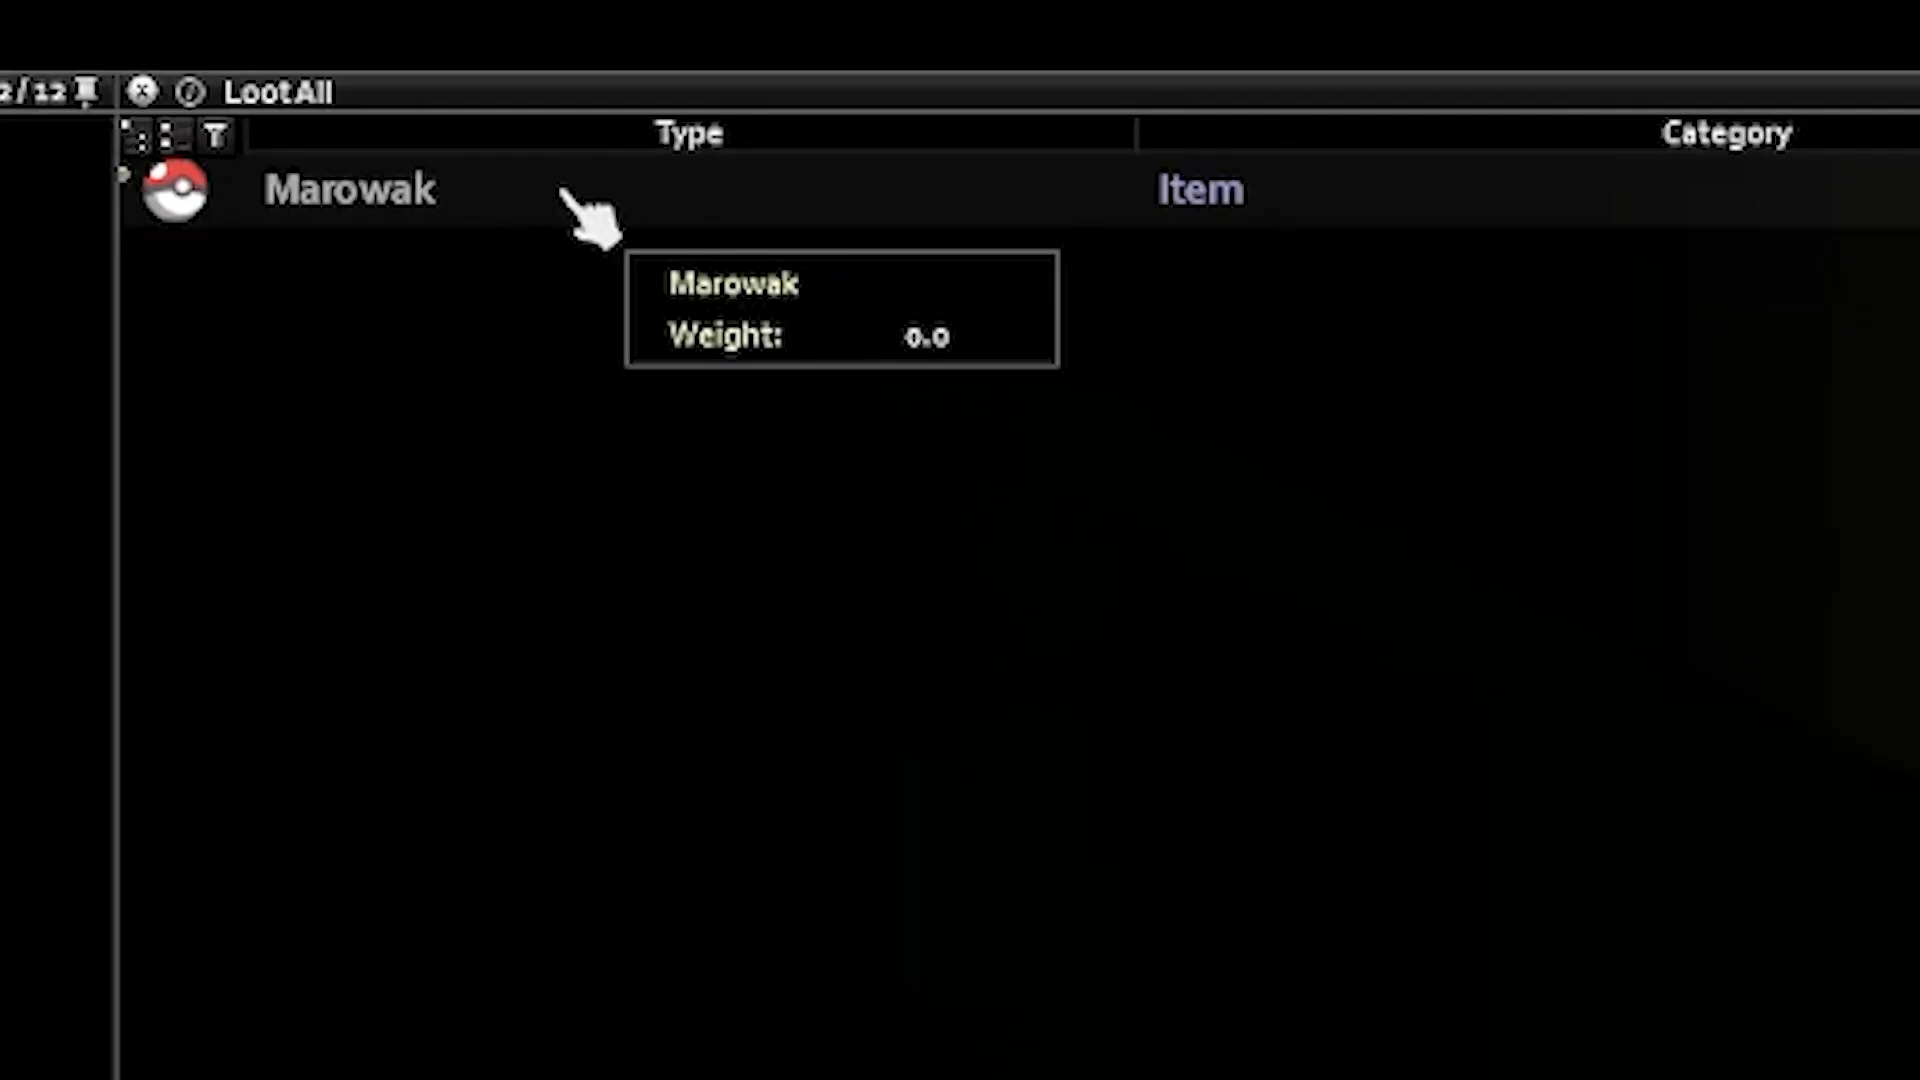 2/12 Loot All
Type Category
Marowak Item
Marowak
Weight: 0.0